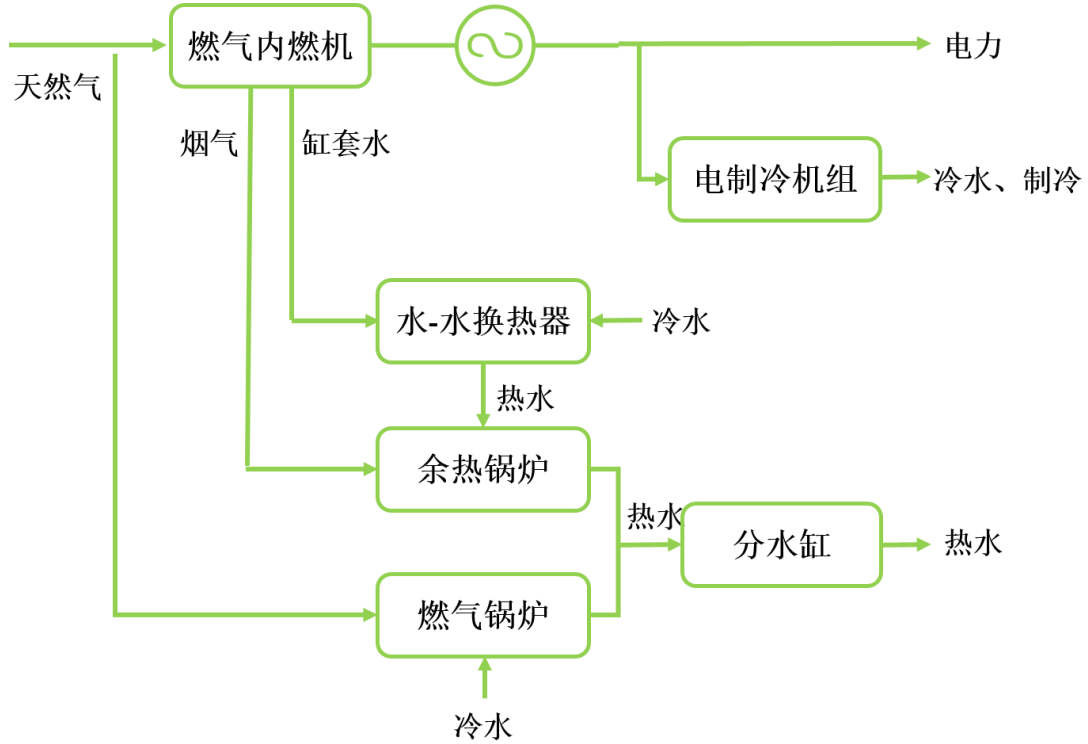 燃气内燃机
电力
天然气
烟气
缸套水
电制冷机组
冷水、制冷
水-水换热器
冷水
热水
余热锅炉
热水
分水缸
热水
燃气锅炉
冷水